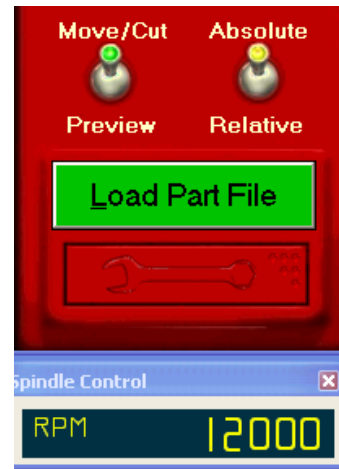 Move/Cut Absolute
Preview Relative
Load Part File
Spindle Control
RPM 12000